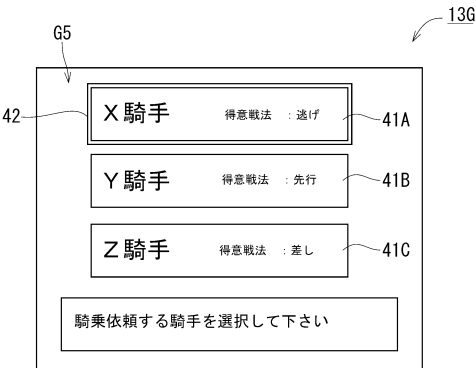 13G
G5
42
X騎手 得意戦法 ：逃げ 41A
Y騎手 得意戦法 ：先行 41B
Z騎手 得意戦法 ：差し 41C
騎乗依頼する騎手を選択して下さい